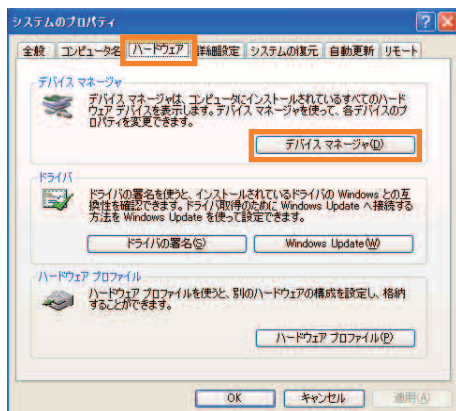 システムのプロパティ
全般 コンピュータ名 ハードウェア 詳細設定 システムの復元 自動更新 リモート
デバイス マネージャ
デバイス マネージャは、コンピュータにインストールされているすべてのハード
ウェア デバイスを表示します。デバイス マネージャを使って、各デバイスのプ
ロパティを変更できます。
デバイス マネージャ(D)
ドライバ
ドライバの署名を使うと、インストールされているドライバの Windows との互
換性を確認できます。ドライバ取得のために Windows Update へ接続する
方法を Windows Update を使って設定できます。
ドライバの署名(S) Windows Update(W)
ハードウェア プロファイル
ハードウェア プロファイルを使うと、別のハードウェアの構成を設定し、格納
することができます。
ハードウェア プロファイル(P)
OK キャンセル 適用(A)